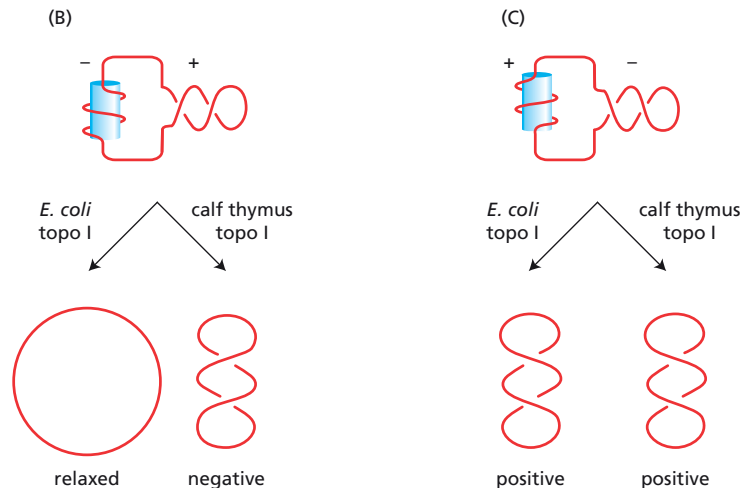 (B)
– +
E. coli
topo I
calf thymus
topo I
relaxed
negative
(C)
+ –
E. coli
topo I
calf thymus
topo I
positive
positive